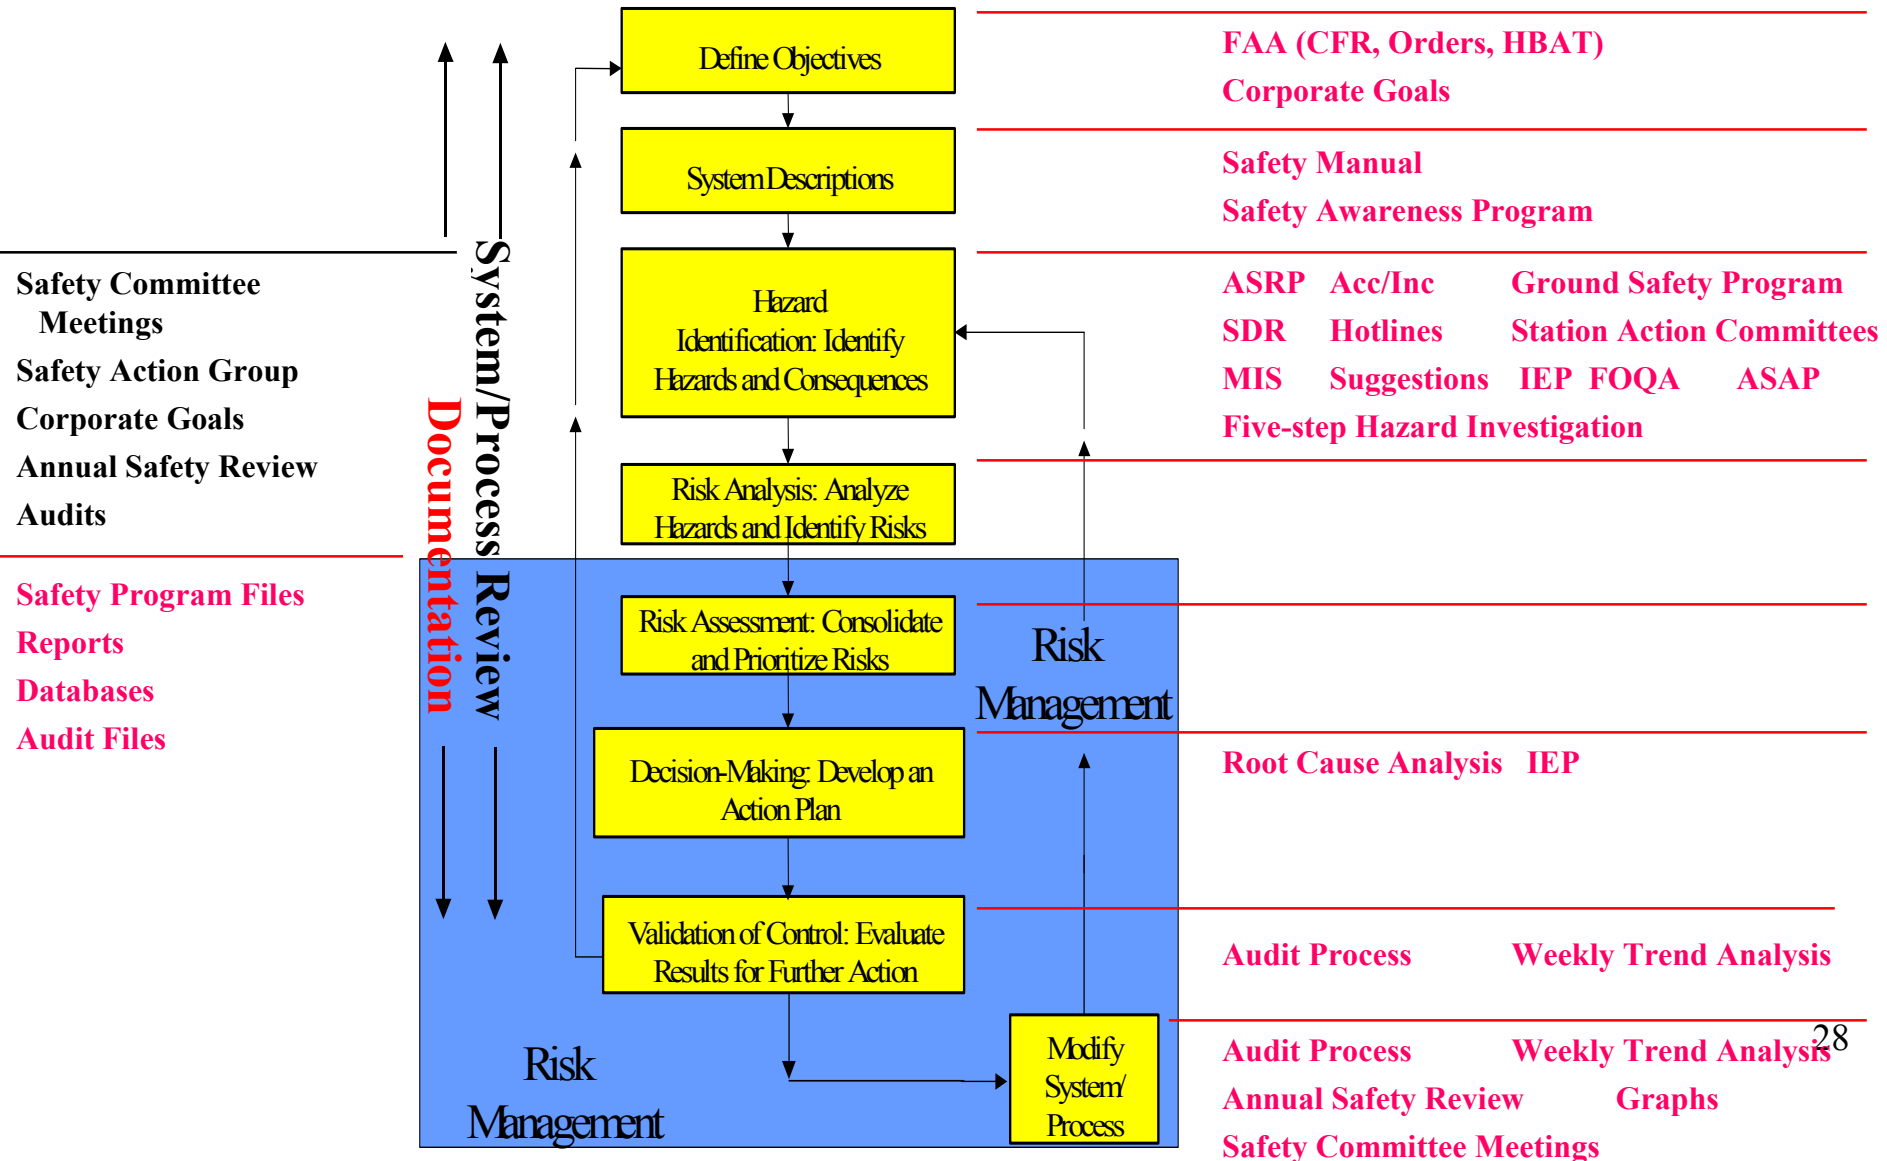 Define Objectives
System Descriptions
Hazard
Identification: Identify
Hazards and Consequences
Risk Analysis: Analyze
Hazards and Identify Risks
Risk Assessment: Consolidate
and Prioritize Risks
Decision-Making: Develop an
Action Plan
Validation of Control: Evaluate
Results for Further Action
Modify
System/
Process
Risk
Management
Risk
Management
System/Process Review
Documentation
Safety Committee
Meetings
Safety Action Group
Corporate Goals
Annual Safety Review
Audits
Safety Program Files
Reports
Databases
Audit Files
FAA (CFR, Orders, HBAT)
Corporate Goals
Safety Manual
Safety Awareness Program
ASRP Acc/Inc Ground Safety Program
SDR Hotlines Station Action Committees
MIS Suggestions IEP FOQA ASAP
Five-step Hazard Investigation
Root Cause Analysis IEP
Audit Process Weekly Trend Analysis
Audit Process Weekly Trend Analysis
Annual Safety Review Graphs
Safety Committee Meetings
28